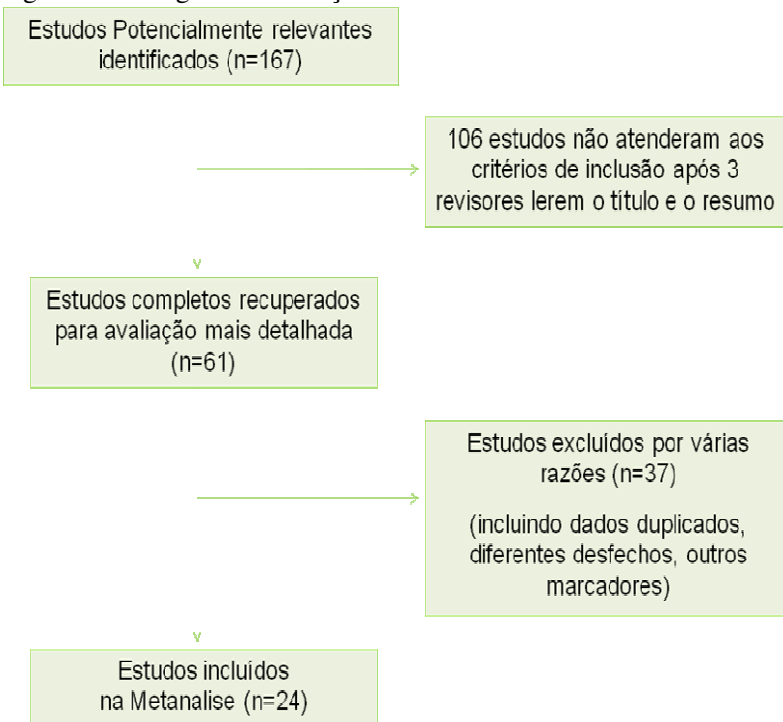 Estudos Potencialmente relevantes
identificados (n=167)
106 estudos não atenderam aos
critérios de inclusão após 3
revisores lerem o título e o resumo
Estudos completos recuperados
para avaliação mais detalhada
(n=61)
Estudos excluídos por várias
razões (n=37)
(incluindo dados duplicados,
diferentes desfechos, outros
marcadores)
Estudos incluídos
na Metanalise (n=24)